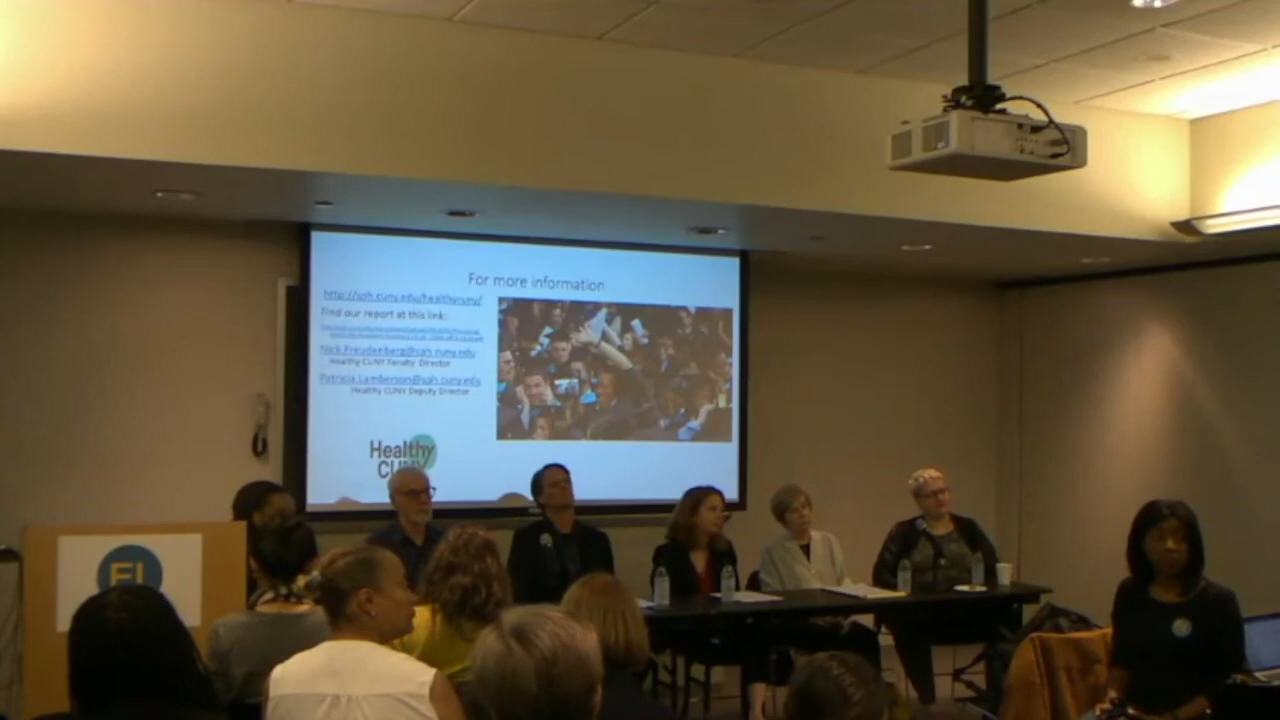 For more information
http://sph.cuny.edu/healthycuny/
Find our report at this link:
Nick.Freudenberg@sph.cuny.edu
Healthy CUNY Faculty Director
Patricia.Lamberson@sph.cuny.edu
Healthy CUNY Deputy Director
Healthy
CUNY